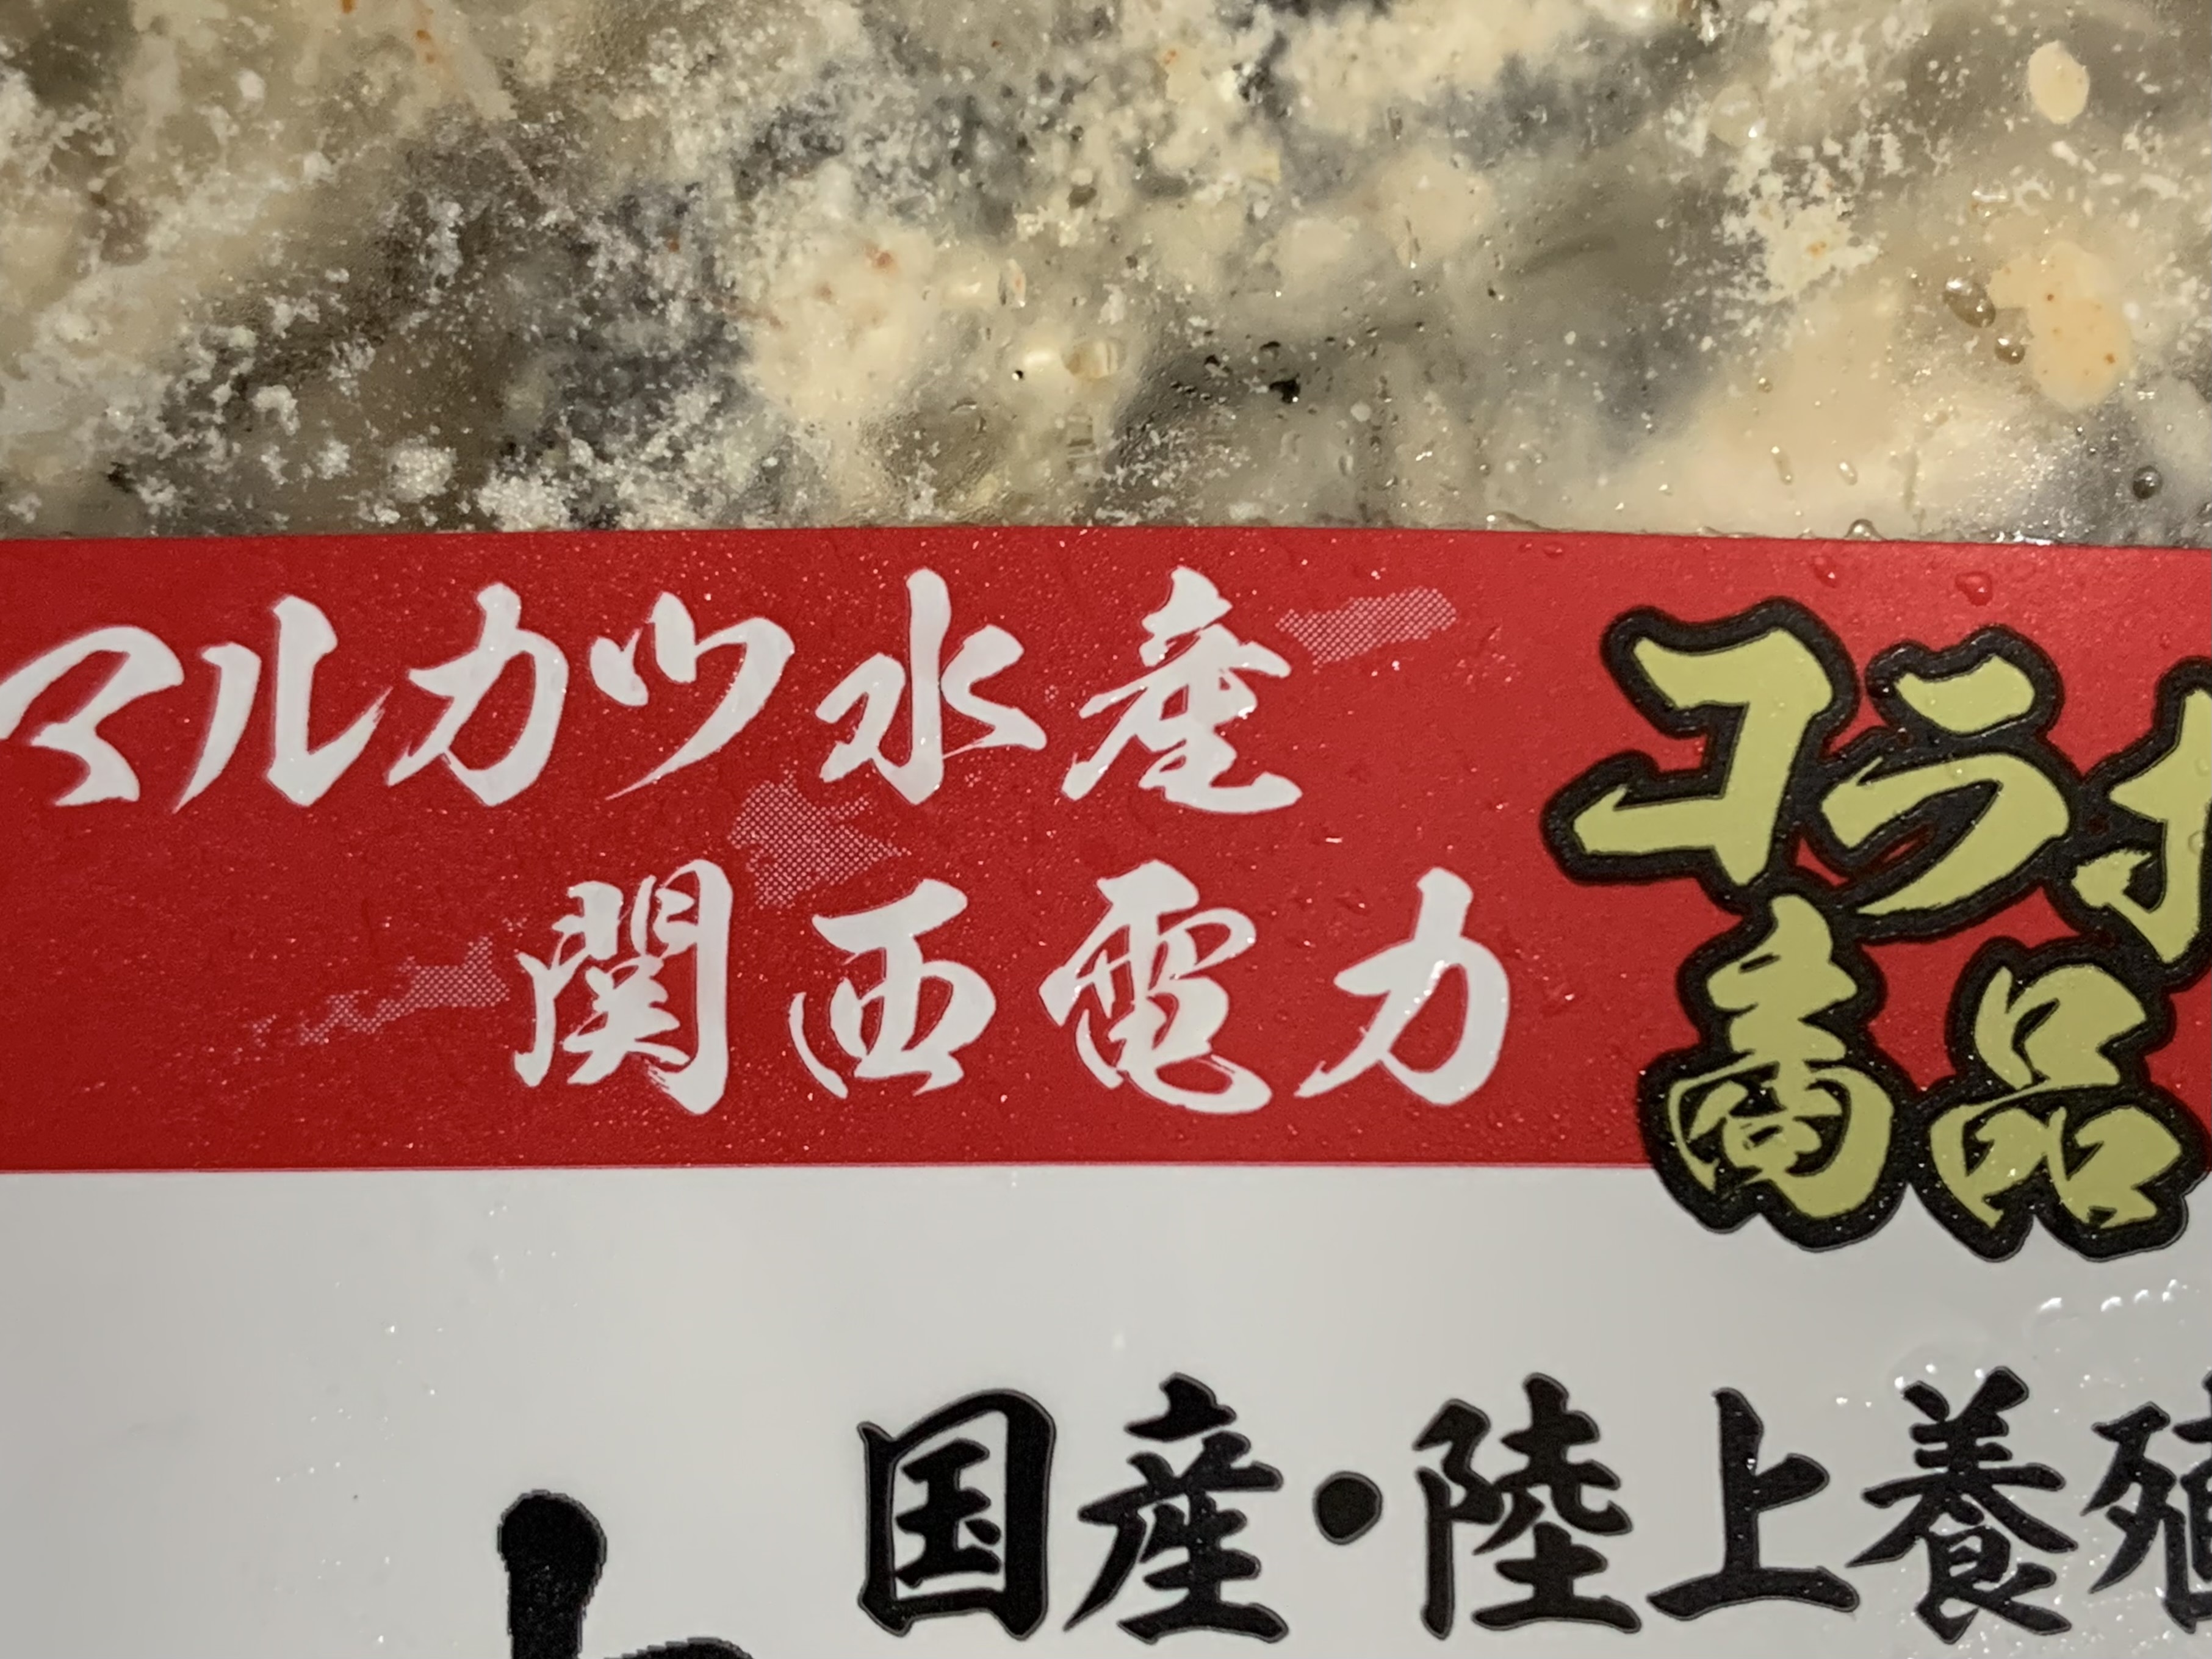 マルカツ水産
関西電力
コラボ
商品
国産・陸上養殖